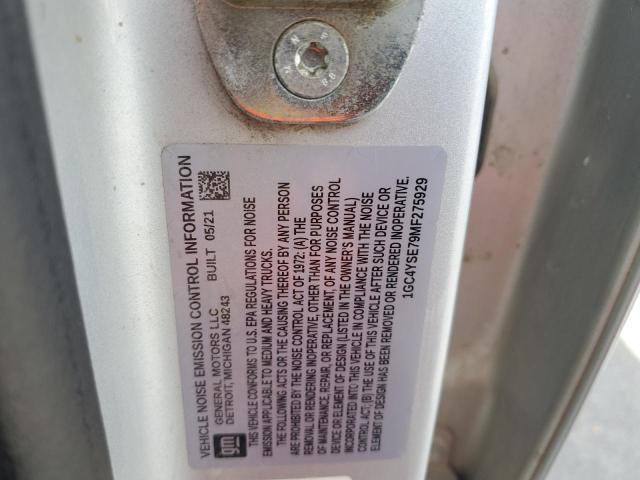 VEHICLE NOISE EMISSION CONTROL INFORMATION
gm
GENERAL MOTORS LLC
DETROIT, MICHIGAN 48243
BUILT 05/21
THIS VEHICLE CONFORMS TO U.S. EPA REGULATIONS FOR NOISE
EMISSION APPLICABLE TO MEDIUM AND HEAVY TRUCKS.
THE FOLLOWING ACTS OR THE CAUSING THEREOF BY ANY PERSON
ARE PROHIBITED BY THE NOISE CONTROL ACT OF 1972: (A) THE
REMOVAL OR RENDERING INOPERATIVE, OTHER THAN FOR PURPOSES
OF MAINTENANCE, REPAIR, OR REPLACEMENT, OF ANY NOISE CONTROL
DEVICE OR ELEMENT OF DESIGN (LISTED IN THE OWNER'S MANUAL)
INCORPORATED INTO THIS VEHICLE IN COMPLIANCE WITH THE NOISE
CONTROL ACT; (B) THE USE OF THIS VEHICLE AFTER SUCH DEVICE OR
ELEMENT OF DESIGN HAS BEEN REMOVED OR RENDERED INOPERATIVE.
1GC4YSE79MF275929